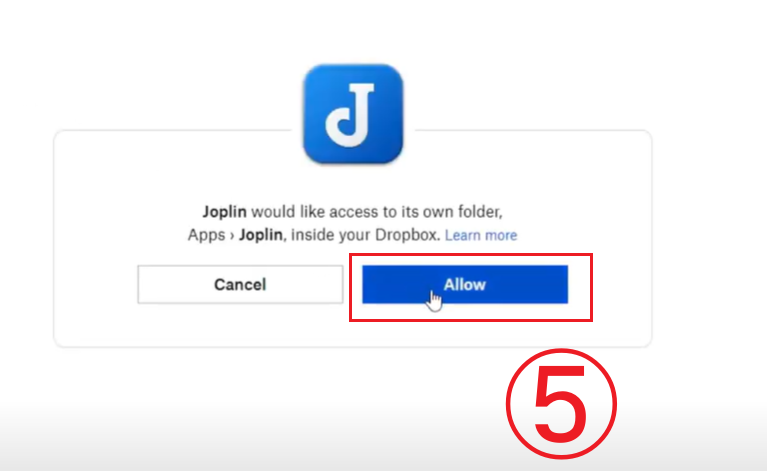 J
Joplin would like access to its own folder,
Apps › Joplin, inside your Dropbox. Learn more
Cancel
Allow
5